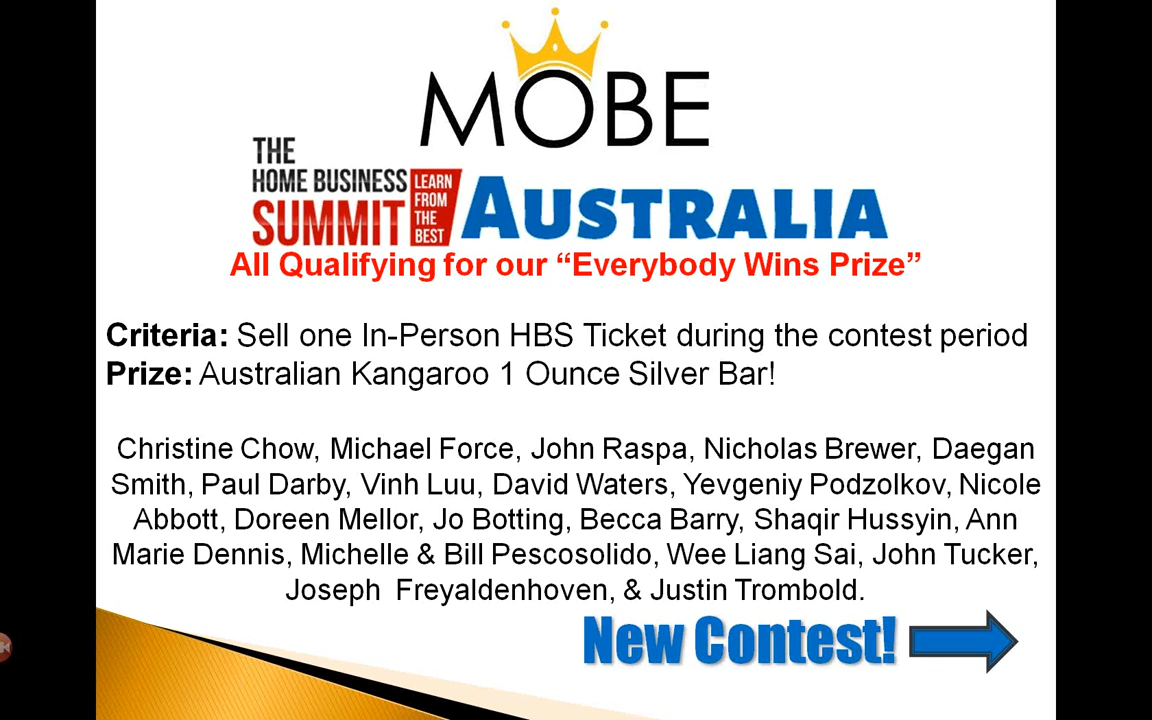 MOBE
THE
HOME BUSINESS
SUMMIT
LEARN
FROM
THE
BEST
AUSTRALIA
All Qualifying for our “Everybody Wins Prize”
Criteria: Sell one In-Person HBS Ticket during the contest period
Prize: Australian Kangaroo 1 Ounce Silver Bar!
Christine Chow, Michael Force, John Raspa, Nicholas Brewer, Daegan
Smith, Paul Darby, Vinh Luu, David Waters, Yevgeniy Podzolkov, Nicole
Abbott, Doreen Mellor, Jo Botting, Becca Barry, Shaqir Hussyin, Ann
Marie Dennis, Michelle & Bill Pescosolido, Wee Liang Sai, John Tucker,
Joseph  Freyaldenhoven, & Justin Trombold.
New Contest!